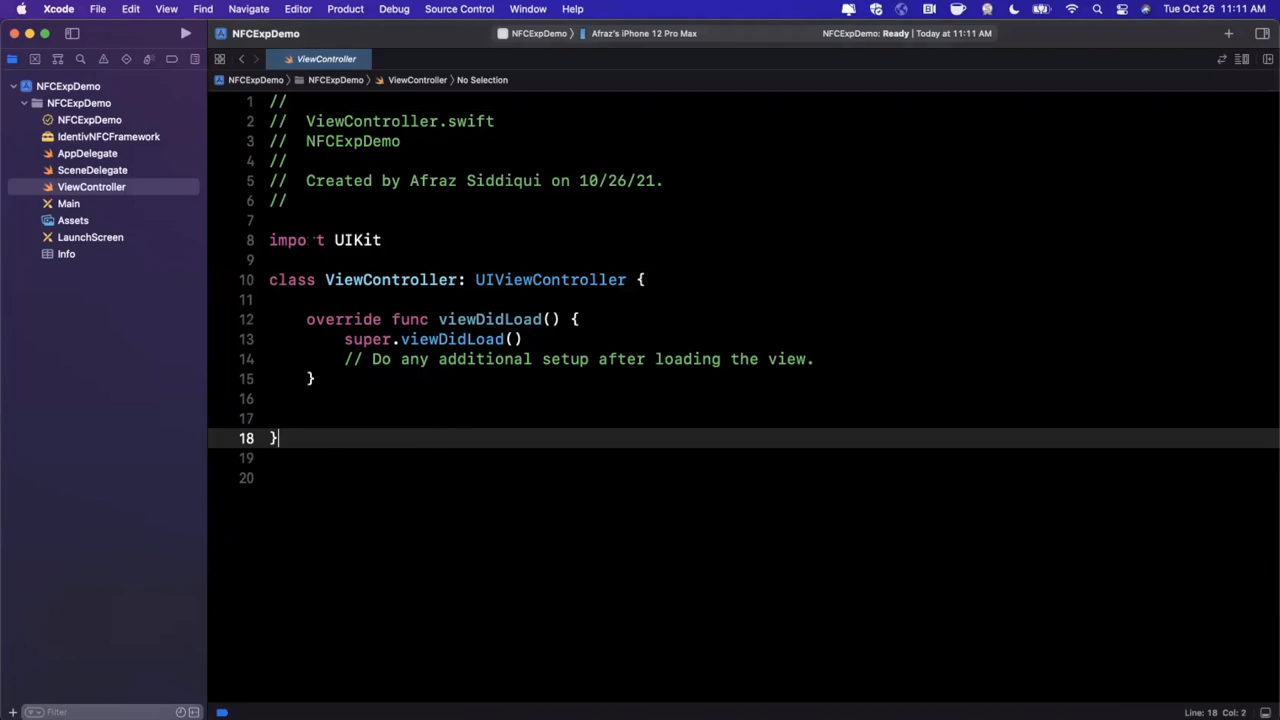 Xcode File Edit View Find Navigate Editor Product Debug Source Control Window Help Tue Oct 26 11:11 AM
NFCExpDemo NFCExpDemo 〉 Afraz's iPhone 12 Pro Max NFCExpDemo: Ready | Today at 11:11 AM
ViewController
NFCExpDemo 〉 NFCExpDemo 〉 ViewController 〉 No Selection
NFCExpDemo
NFCExpDemo
NFCExpDemo
IdentivNFCFramework
AppDelegate
SceneDelegate
ViewController
Main
Assets
LaunchScreen
Info
1 //
2 // ViewController.swift
3 // NFCExpDemo
4 //
5 // Created by Afraz Siddiqui on 10/26/21.
6 //
7
8 import UIKit
9
10 class ViewController: UIViewController {
11
12 override func viewDidLoad() {
13 super.viewDidLoad()
14 // Do any additional setup after loading the view.
15 }
16
17
18 }
19
20
Filter
Line: 18 Col: 2